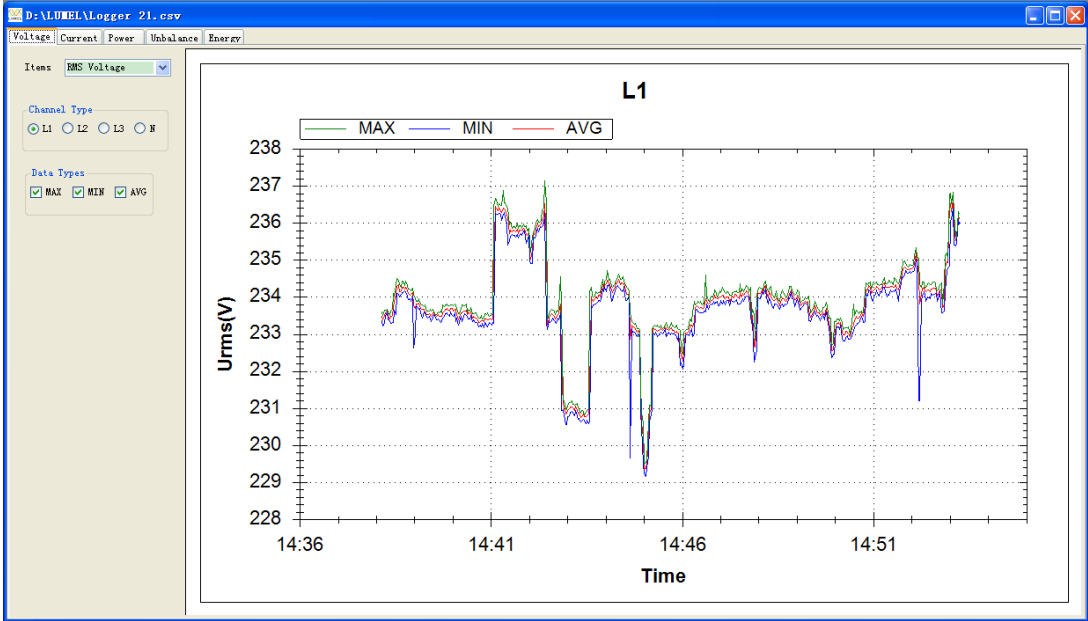 D:\LUMEL\Logger 21.csv
Voltage Current Power Unbalance Energy
Items RMS Voltage
Channel Type
L1 L2 L3 N
Data Types
MAX MIN AVG
L1
MAX MIN AVG
238
237
236
235
234
233
232
231
230
229
228
Urms(V)
14:36 14:41 14:46 14:51
Time